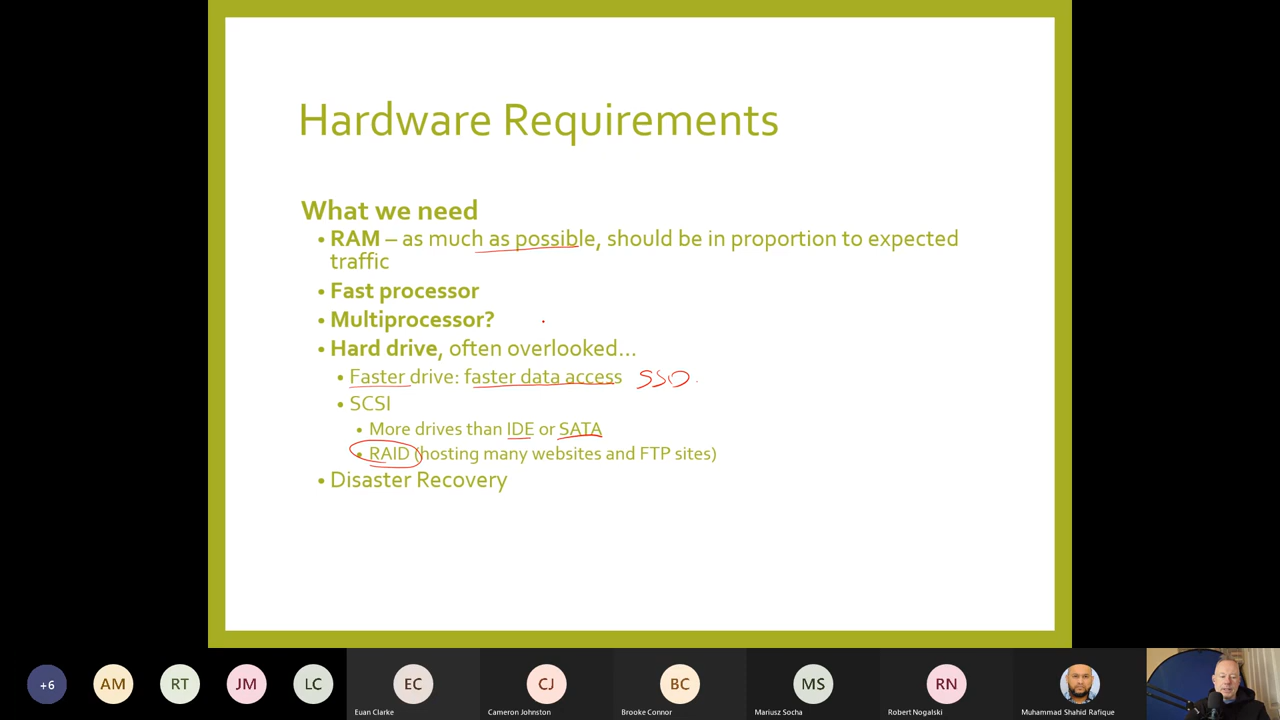 Hardware Requirements
What we need
• RAM – as much as possible, should be in proportion to expected
traffic
• Fast processor
• Multiprocessor?
• Hard drive, often overlooked...
• Faster drive: faster data access SSD
• SCSI
• More drives than IDE or SATA
• RAID (hosting many websites and FTP sites)
• Disaster Recovery
+6
AM
RT
JM
LC
EC
CJ
BC
MS
RN
Euan Clarke
Cameron Johnston
Brooke Connor
Mariusz Socha
Robert Nogalski
Muhammad Shahid Rafique